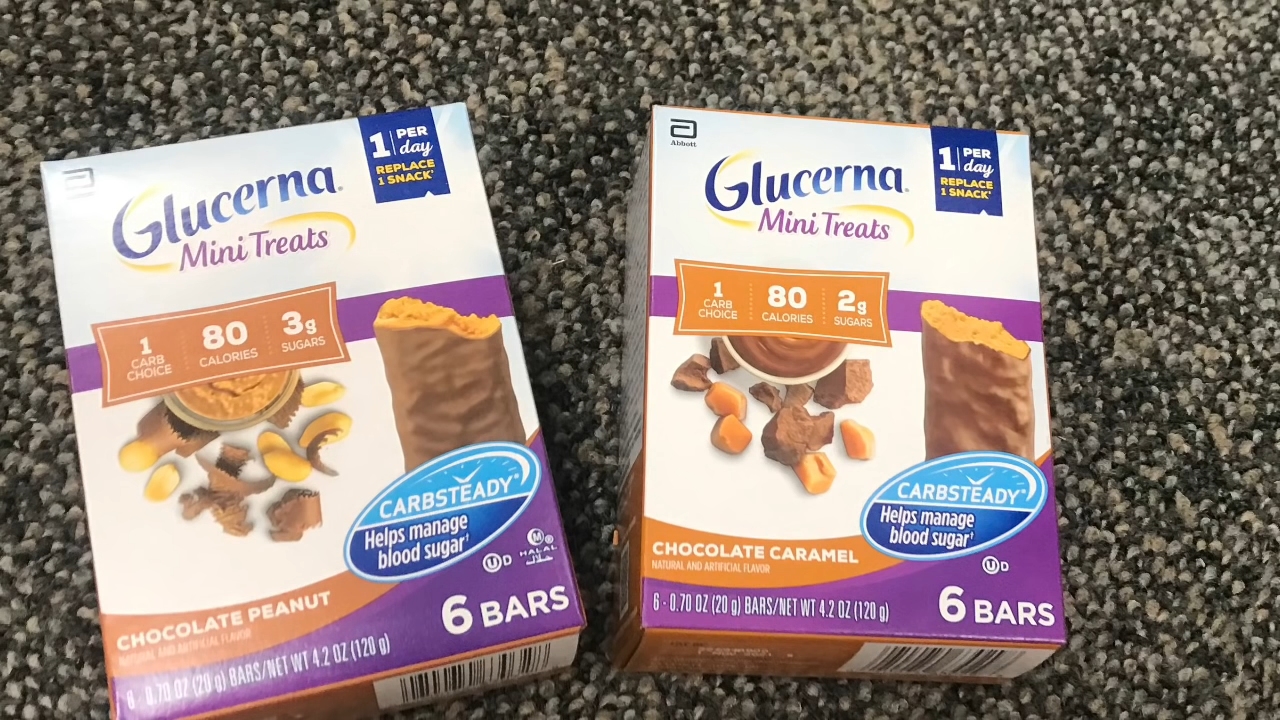 1 PER
day
REPLACE
1 SNACK*
Glucerna®
Mini Treats
1
CARB
CHOICE
80
CALORIES
3g
SUGARS
CARBSTEADY®
Helps manage
blood sugar†
UD
M®
HALAL
حلال
CHOCOLATE PEANUT
NATURAL AND ARTIFICIAL FLAVOR
6 BARS
6 - 0.70 OZ (20 g) BARS/NET WT 4.2 OZ (120 g)
Abbott
1 PER
day
REPLACE
1 SNACK*
Glucerna®
Mini Treats
1
CARB
CHOICE
80
CALORIES
2g
SUGARS
CARBSTEADY®
Helps manage
blood sugar†
UD
CHOCOLATE CARAMEL
NATURAL AND ARTIFICIAL FLAVOR
6 - 0.70 OZ (20 g) BARS/NET WT 4.2 OZ (120 g)
6 BARS